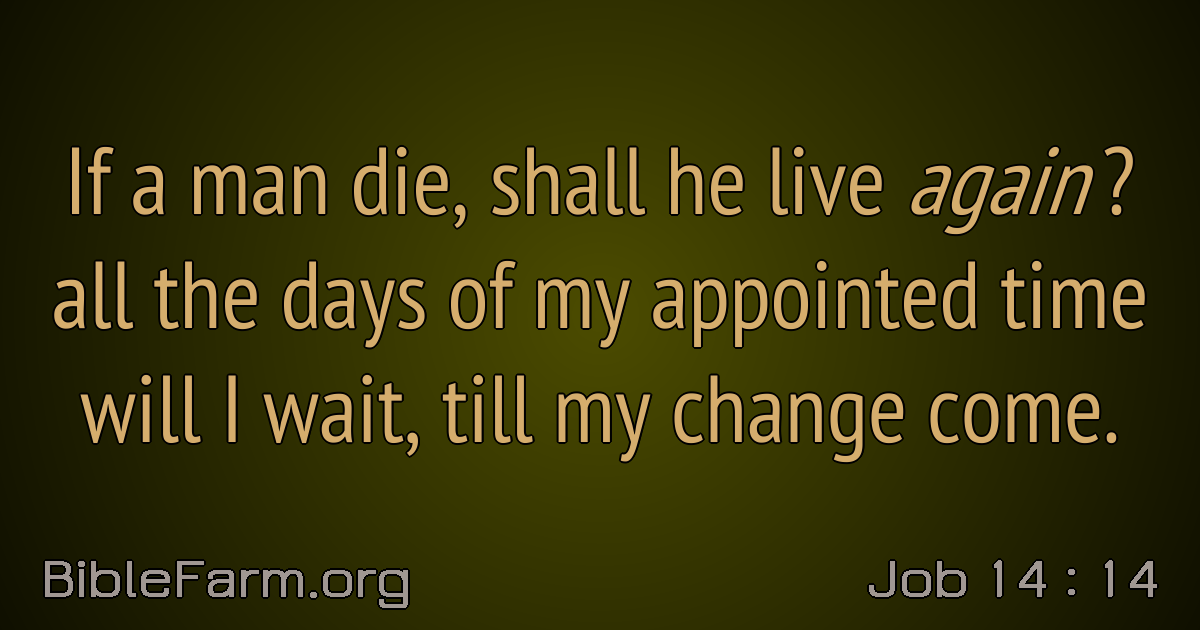 If a man die, shall he live again?
all the days of my appointed time
will I wait, till my change come.
BibleFarm.org
Job 14 : 14